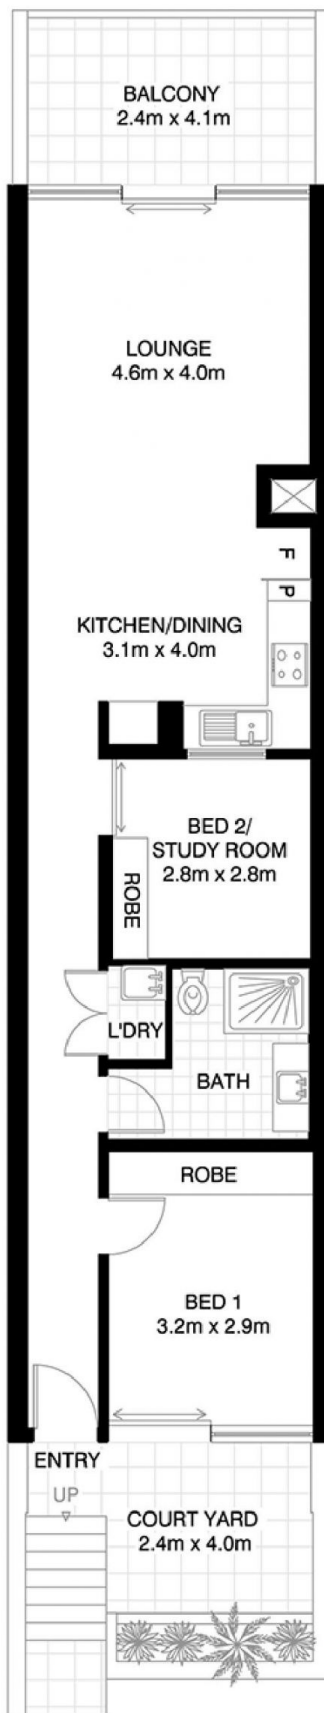 BALCONY
2.4m x 4.1m
LOUNGE
4.6m x 4.0m
F
P
KITCHEN/DINING
3.1m x 4.0m
BED 2/
STUDY ROOM
2.8m x 2.8m
ROBE
L'DRY
BATH
ROBE
BED 1
3.2m x 2.9m
ENTRY
UP
COURT YARD
2.4m x 4.0m